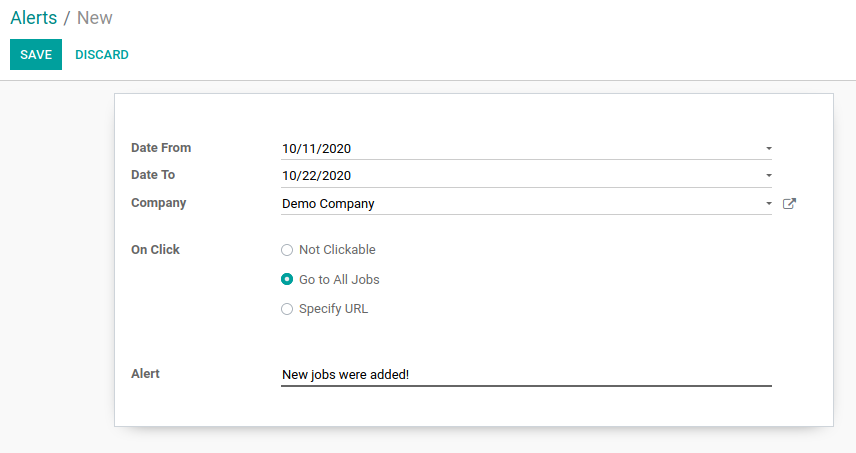 Alerts / New
SAVE DISCARD
Date From 10/11/2020
Date To 10/22/2020
Company Demo Company
On Click Not Clickable
Go to All Jobs
Specify URL
Alert New jobs were added!